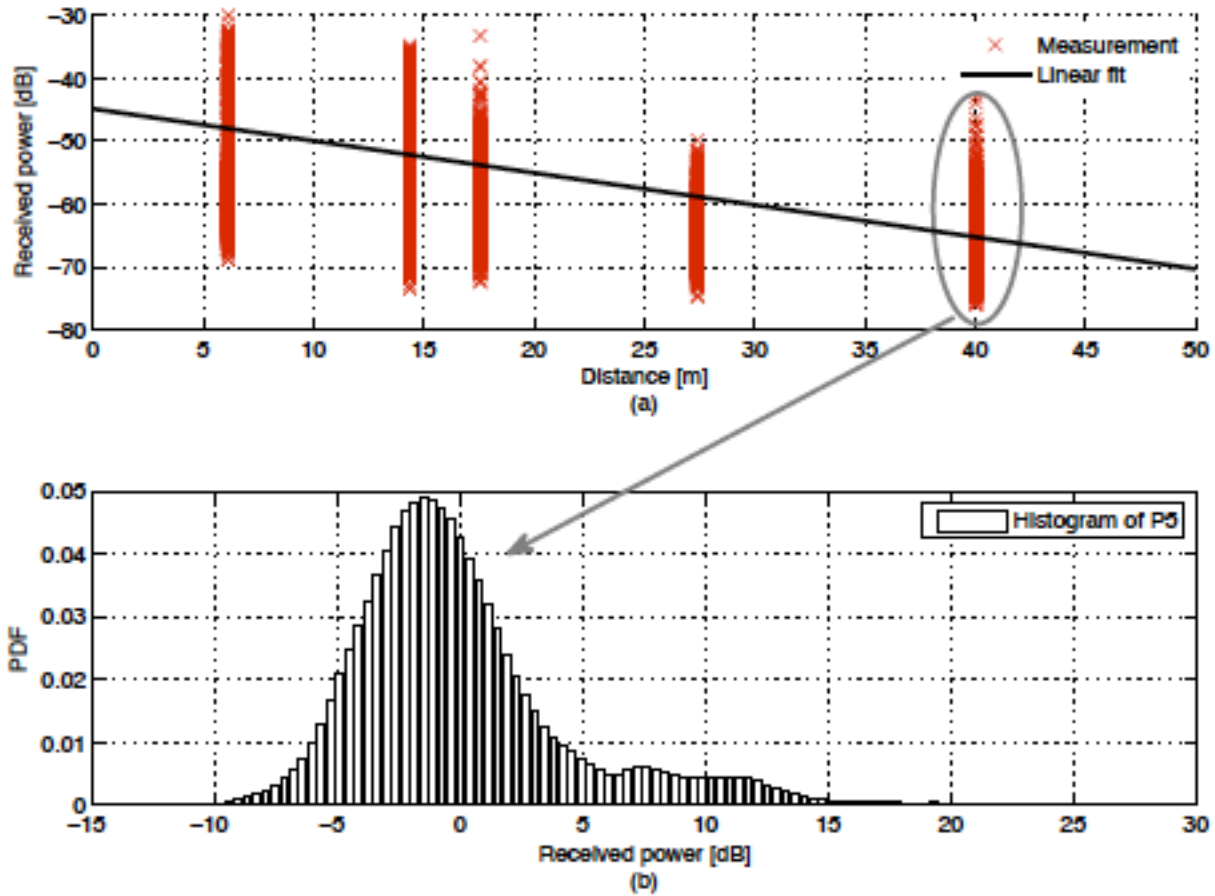 −30
−40
−50
−60
−70
−80
Received power [dB]
× Measurement
Linear fit
0 5 10 15 20 25 30 35 40 45 50
Distance [m]
(a)
0.05
0.04
0.03
0.02
0.01
0
PDF
Histogram of P5
−15 −10 −5 0 5 10 15 20 25 30
Received power [dB]
(b)